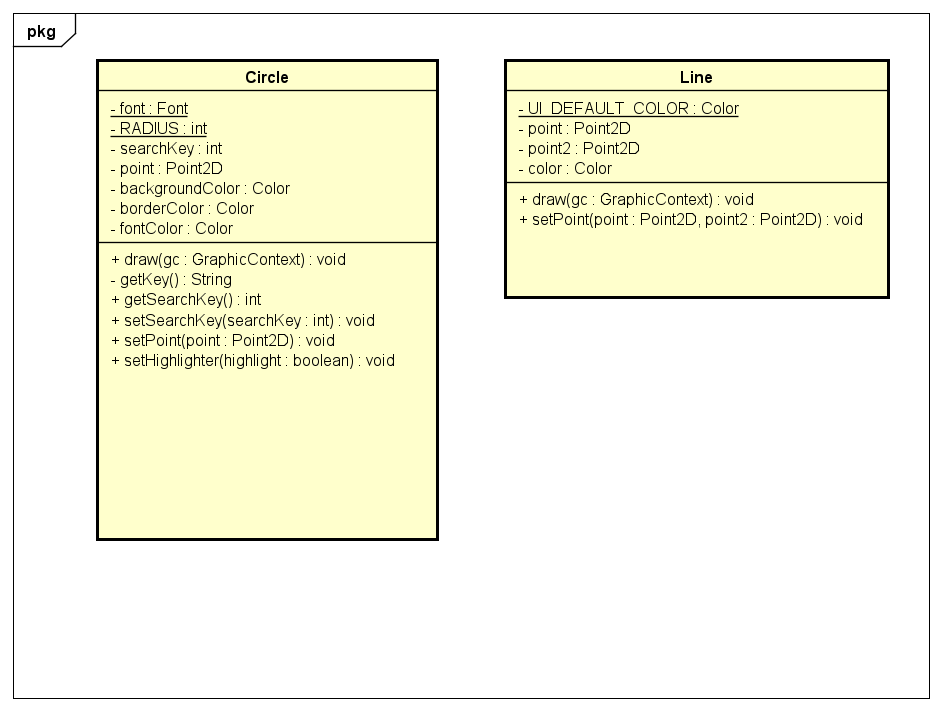 pkg
Circle
- font : Font
- RADIUS : int
- searchKey : int
- point : Point2D
- backgroundColor : Color
- borderColor : Color
- fontColor : Color
+ draw(gc : GraphicContext) : void
- getKey() : String
+ getSearchKey() : int
+ setSearchKey(searchKey : int) : void
+ setPoint(point : Point2D) : void
+ setHighlighter(highlight : boolean) : void
Line
- UI_DEFAULT_COLOR : Color
- point : Point2D
- point2 : Point2D
- color : Color
+ draw(gc : GraphicContext) : void
+ setPoint(point : Point2D, point2 : Point2D) : void